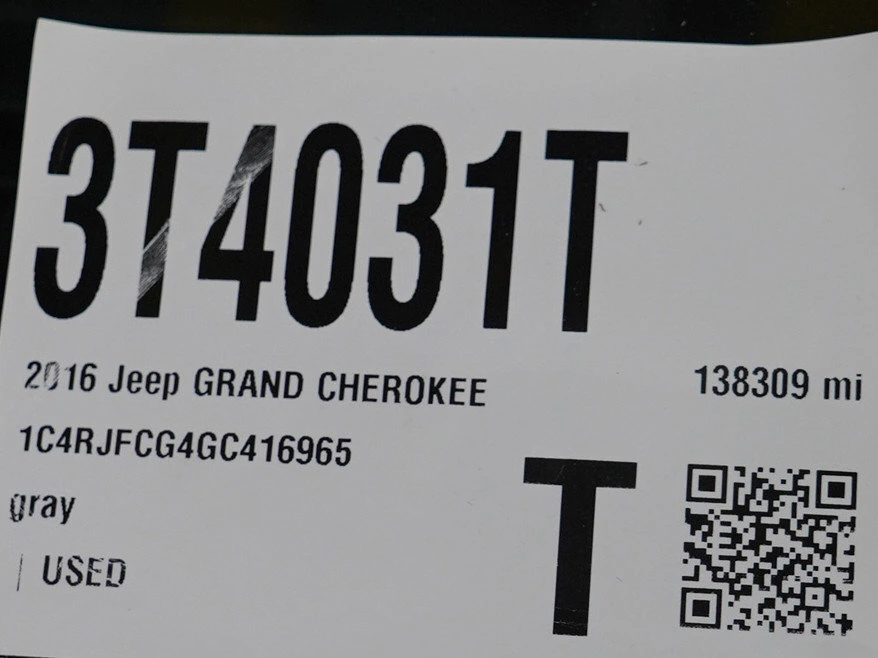 3T4031T
2016 Jeep GRAND CHEROKEE 138309 mi
1C4RJFCG4GC416965
gray T
| USED